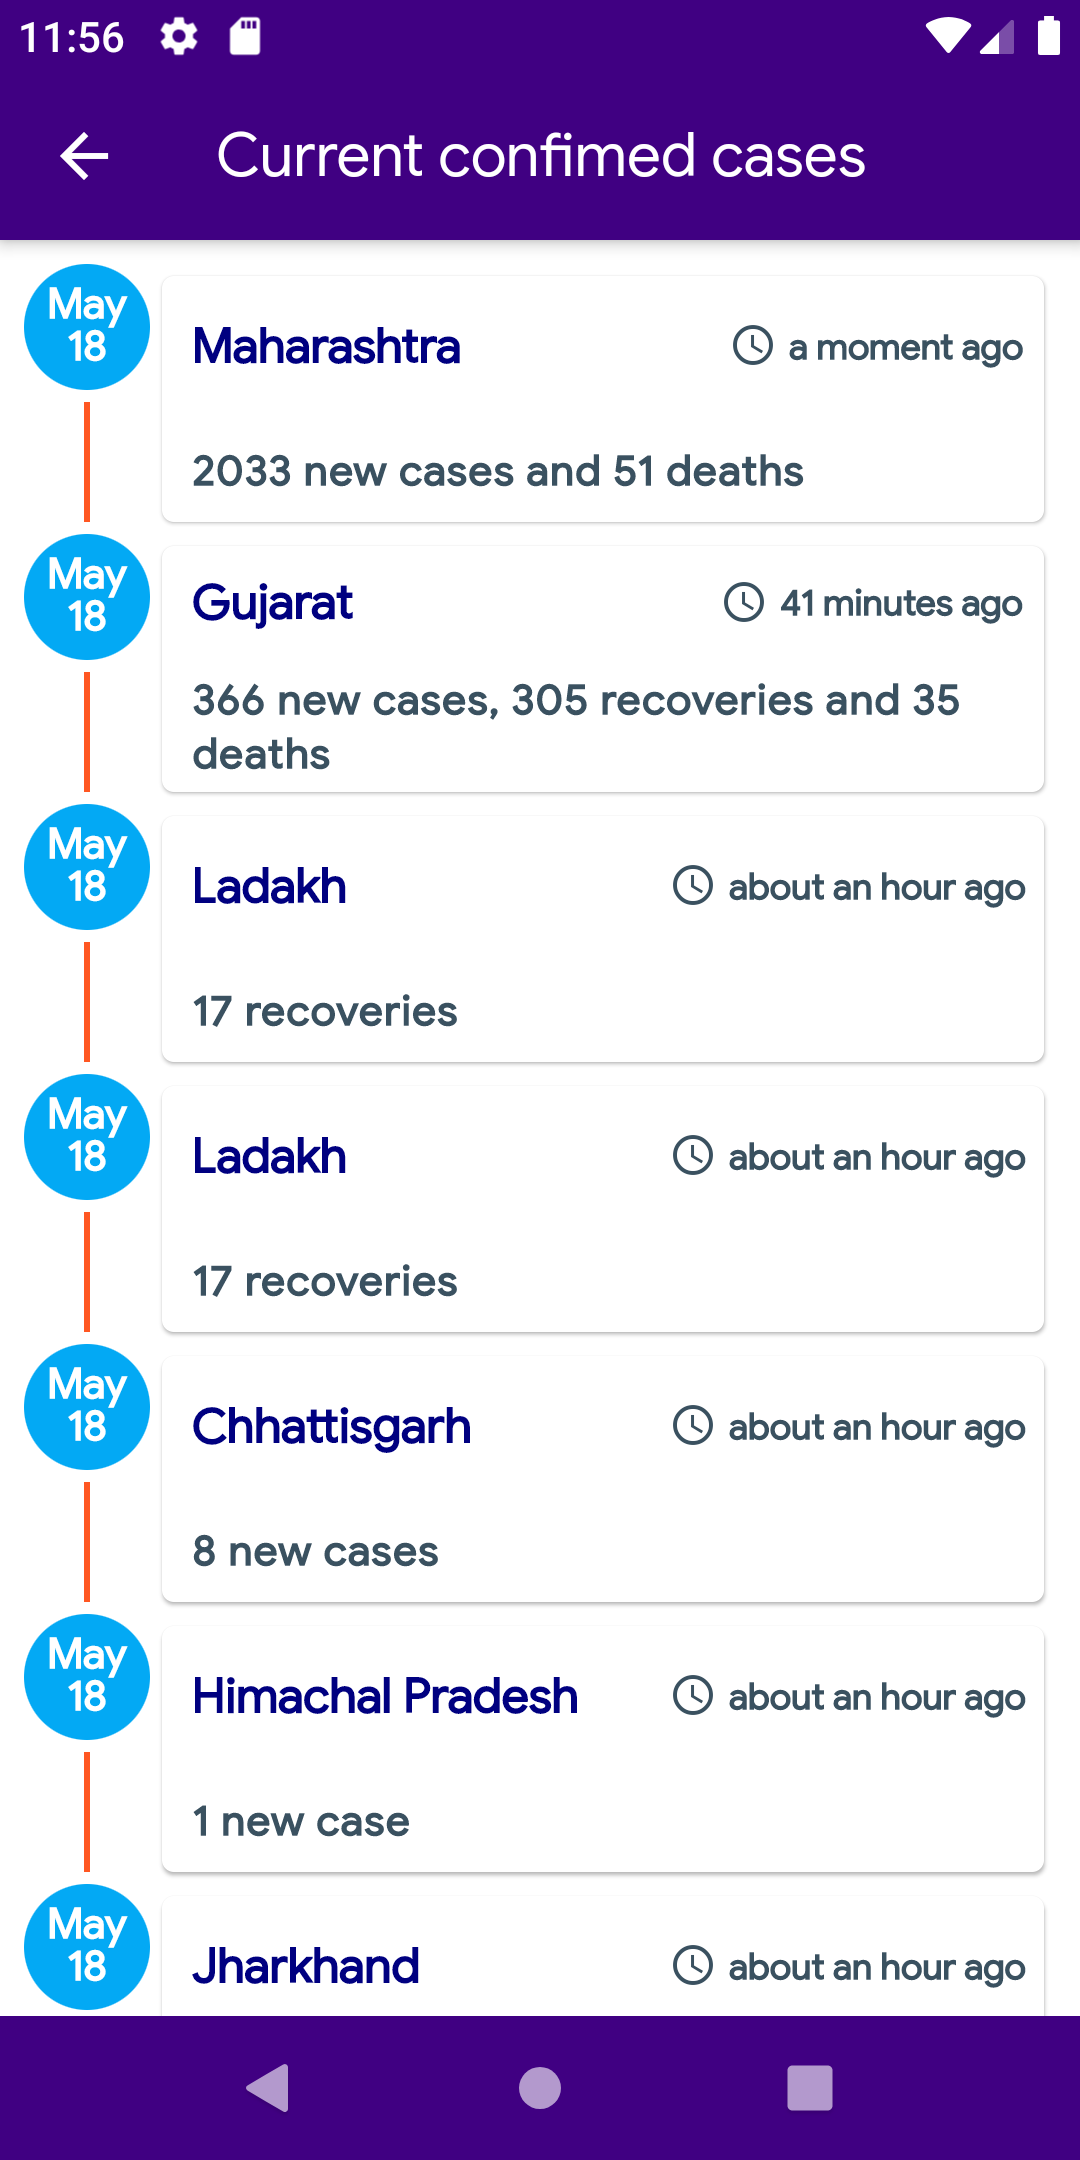 11:56
Current confimed cases
May
18
Maharashtra
a moment ago
2033 new cases and 51 deaths
May
18
Gujarat
41 minutes ago
366 new cases, 305 recoveries and 35
deaths
May
18
Ladakh
about an hour ago
17 recoveries
May
18
Ladakh
about an hour ago
17 recoveries
May
18
Chhattisgarh
about an hour ago
8 new cases
May
18
Himachal Pradesh
about an hour ago
1 new case
May
18
Jharkhand
about an hour ago